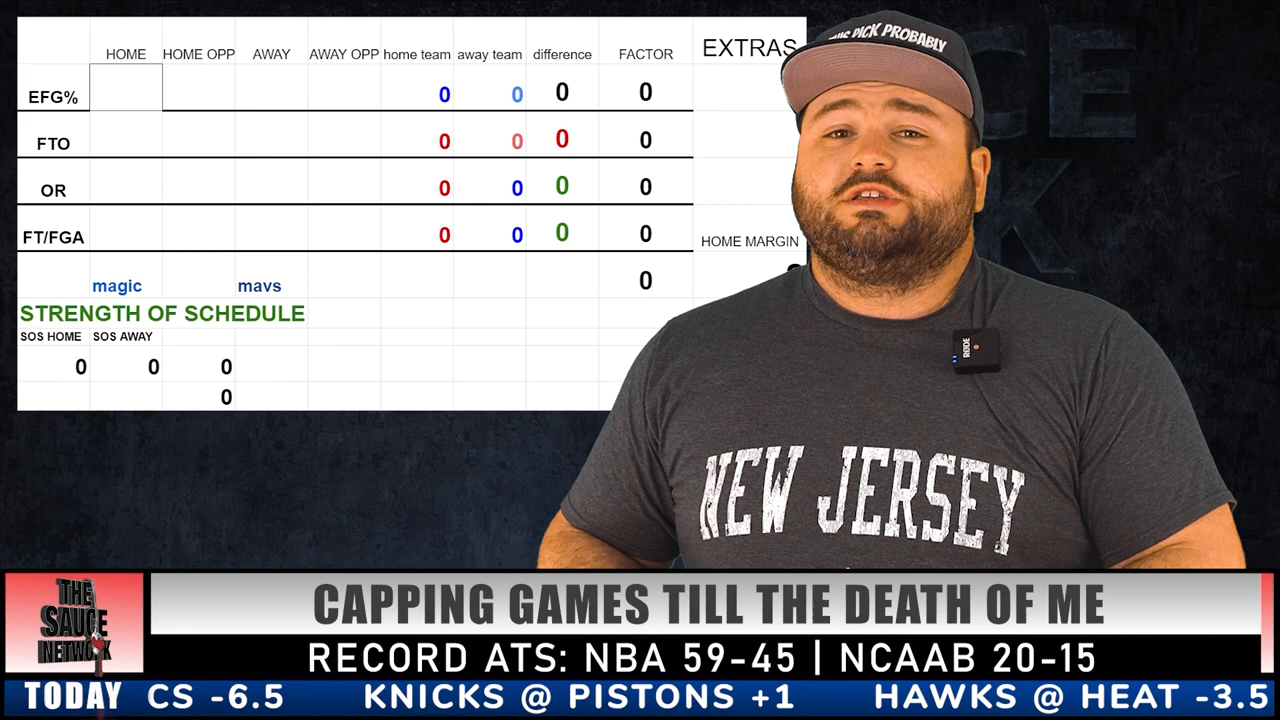 HOME HOME OPP AWAY AWAY OPP home team away team difference FACTOR EXTRAS
EFG% 0 0 0 0
FTO 0 0 0 0
OR 0 0 0 0
FT/FGA 0 0 0 0
HOME MARGIN
magic mavs 0
STRENGTH OF SCHEDULE
SOS HOME SOS AWAY
0 0 0
0
PICK PROBABLY
RØDE
NEW JERSEY
THE
SAUCE
NETWORK
CAPPING GAMES TILL THE DEATH OF ME
RECORD ATS: NBA 59-45 | NCAAB 20-15
TODAY CS -6.5 KNICKS @ PISTONS +1 HAWKS @ HEAT -3.5